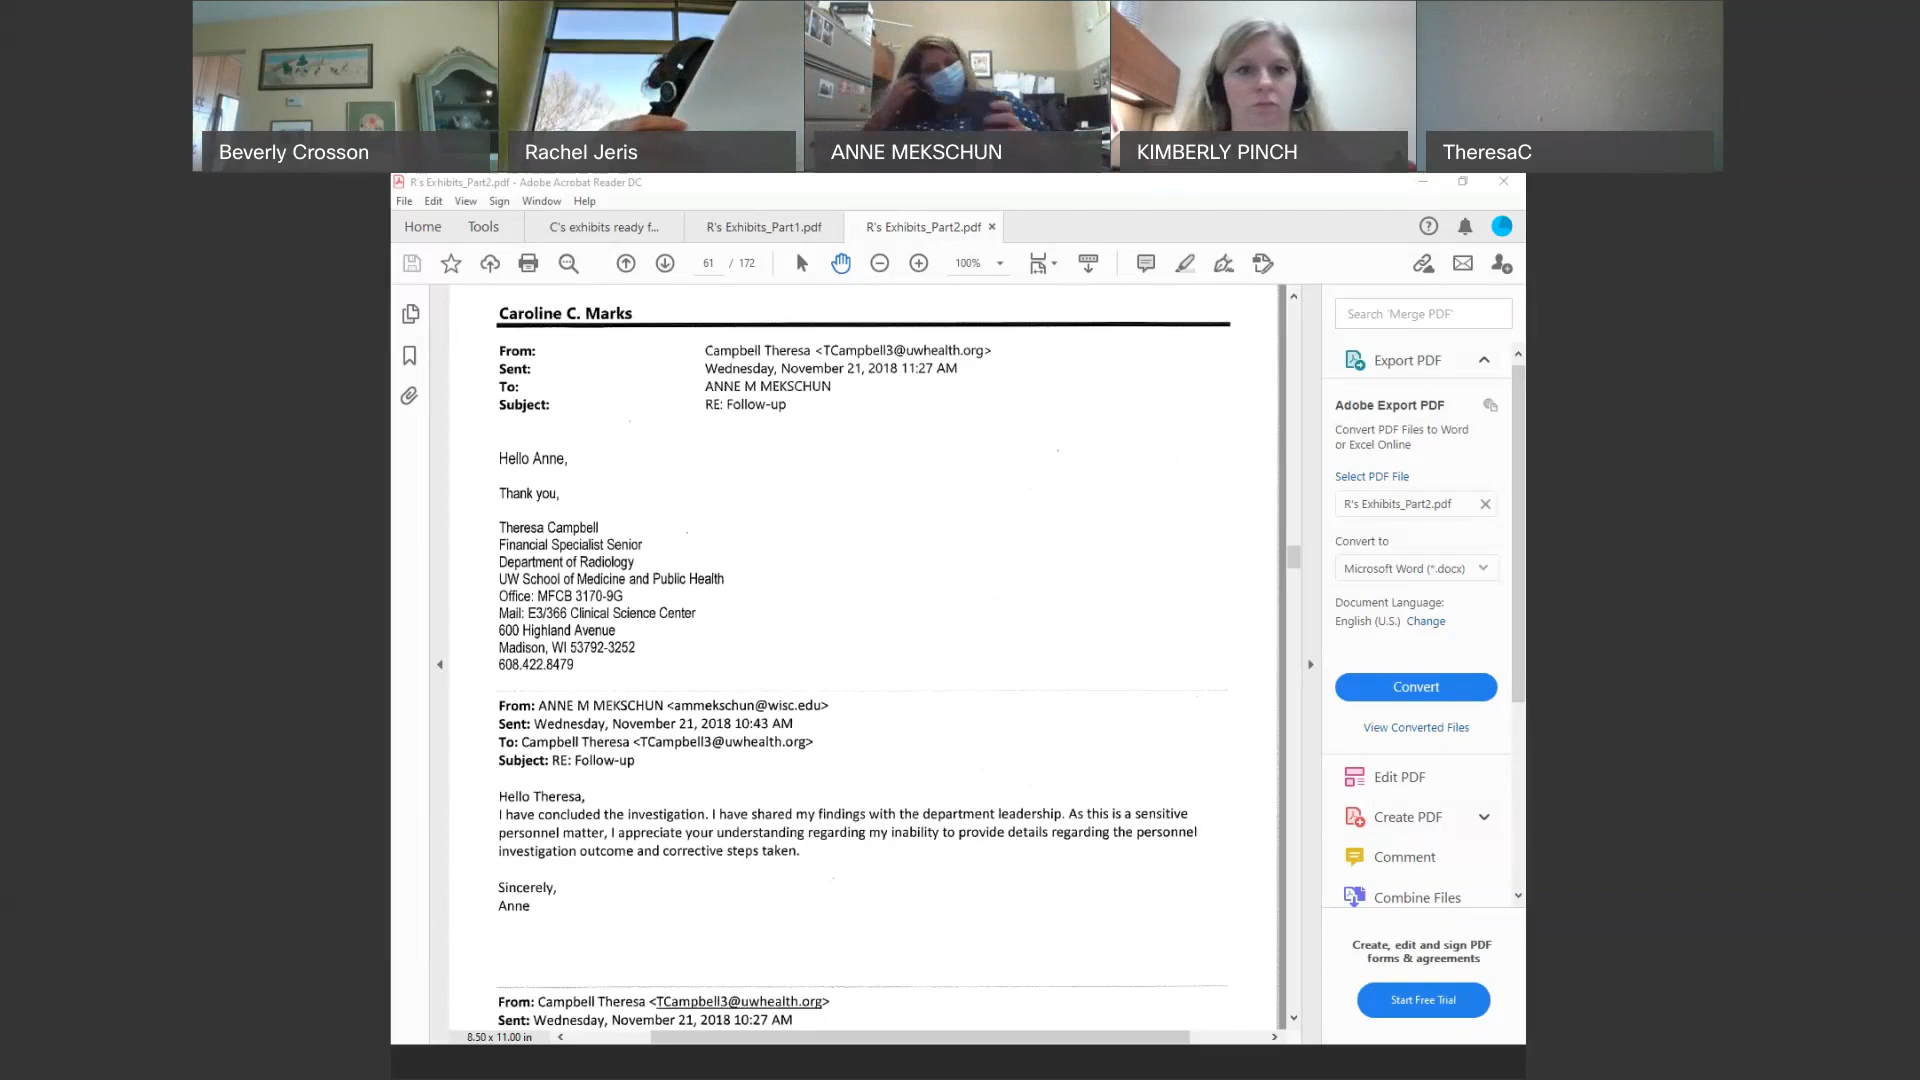 Beverly Crosson
Rachel Jeris
ANNE MEKSCHUN
KIMBERLY PINCH
TheresaC
R's Exhibits_Part2.pdf - Adobe Acrobat Reader DC
File Edit View Sign Window Help
Home Tools C's exhibits ready f... R's Exhibits_Part1.pdf R's Exhibits_Part2.pdf
61 / 172 100%
Caroline C. Marks
From: Campbell Theresa <TCampbell3@uwhealth.org>
Sent: Wednesday, November 21, 2018 11:27 AM
To: ANNE M MEKSCHUN
Subject: RE: Follow-up
Hello Anne,
Thank you,
Theresa Campbell
Financial Specialist Senior
Department of Radiology
UW School of Medicine and Public Health
Office: MFCB 3170-9G
Mail: E3/366 Clinical Science Center
600 Highland Avenue
Madison, WI 53792-3252
608.422.8479
From: ANNE M MEKSCHUN <ammekschun@wisc.edu>
Sent: Wednesday, November 21, 2018 10:43 AM
To: Campbell Theresa <TCampbell3@uwhealth.org>
Subject: RE: Follow-up
Hello Theresa,
I have concluded the investigation. I have shared my findings with the department leadership. As this is a sensitive
personnel matter, I appreciate your understanding regarding my inability to provide details regarding the personnel
investigation outcome and corrective steps taken.
Sincerely,
Anne
From: Campbell Theresa <TCampbell3@uwhealth.org>
Sent: Wednesday, November 21, 2018 10:27 AM
8.50 x 11.00 in
Search 'Merge PDF'
Export PDF
Adobe Export PDF
Convert PDF Files to Word
or Excel Online
Select PDF File
R's Exhibits_Part2.pdf
Convert to
Microsoft Word (*.docx)
Document Language:
English (U.S.) Change
Convert
View Converted Files
Edit PDF
Create PDF
Comment
Combine Files
Create, edit and sign PDF
forms & agreements
Start Free Trial